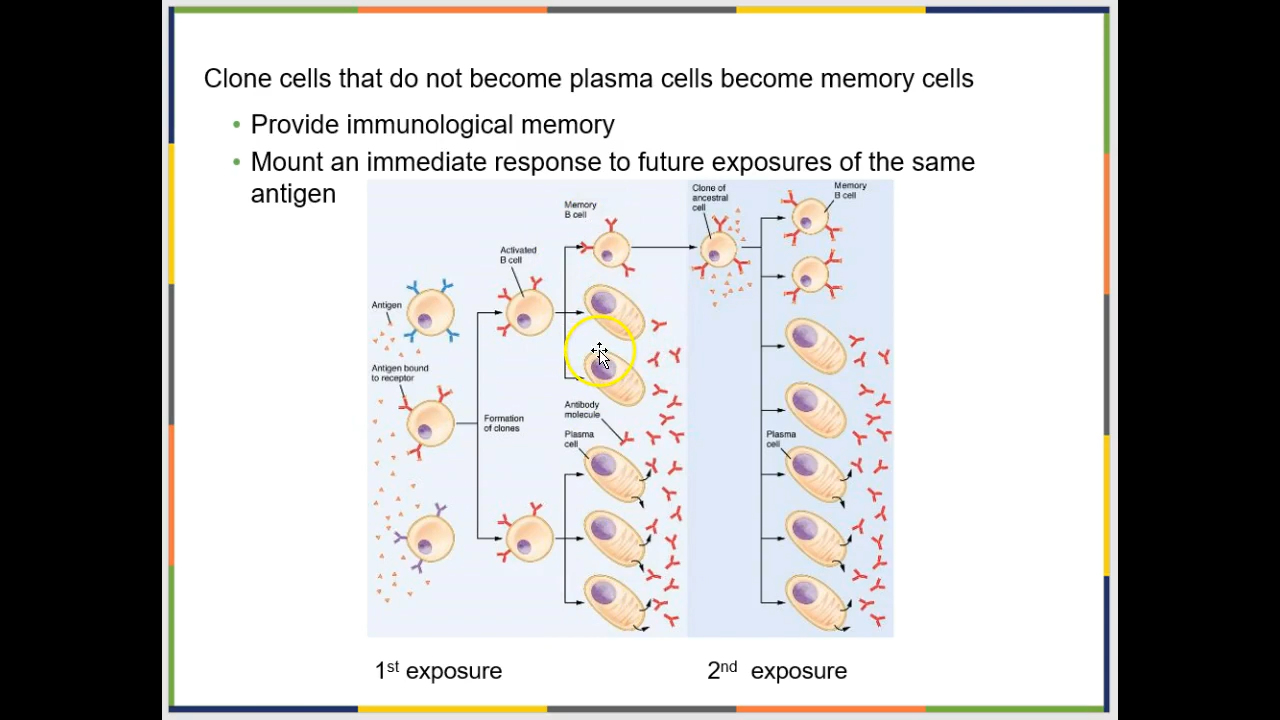 Clone cells that do not become plasma cells become memory cells
• Provide immunological memory
• Mount an immediate response to future exposures of the same
antigen
Clone of
ancestral
cell
Memory
B cell
Memory
B cell
Activated
B cell
Antigen
Antigen bound
to receptor
Formation
of clones
Antibody
molecule
Plasma
cell
Plasma
cell
1st exposure
2nd exposure